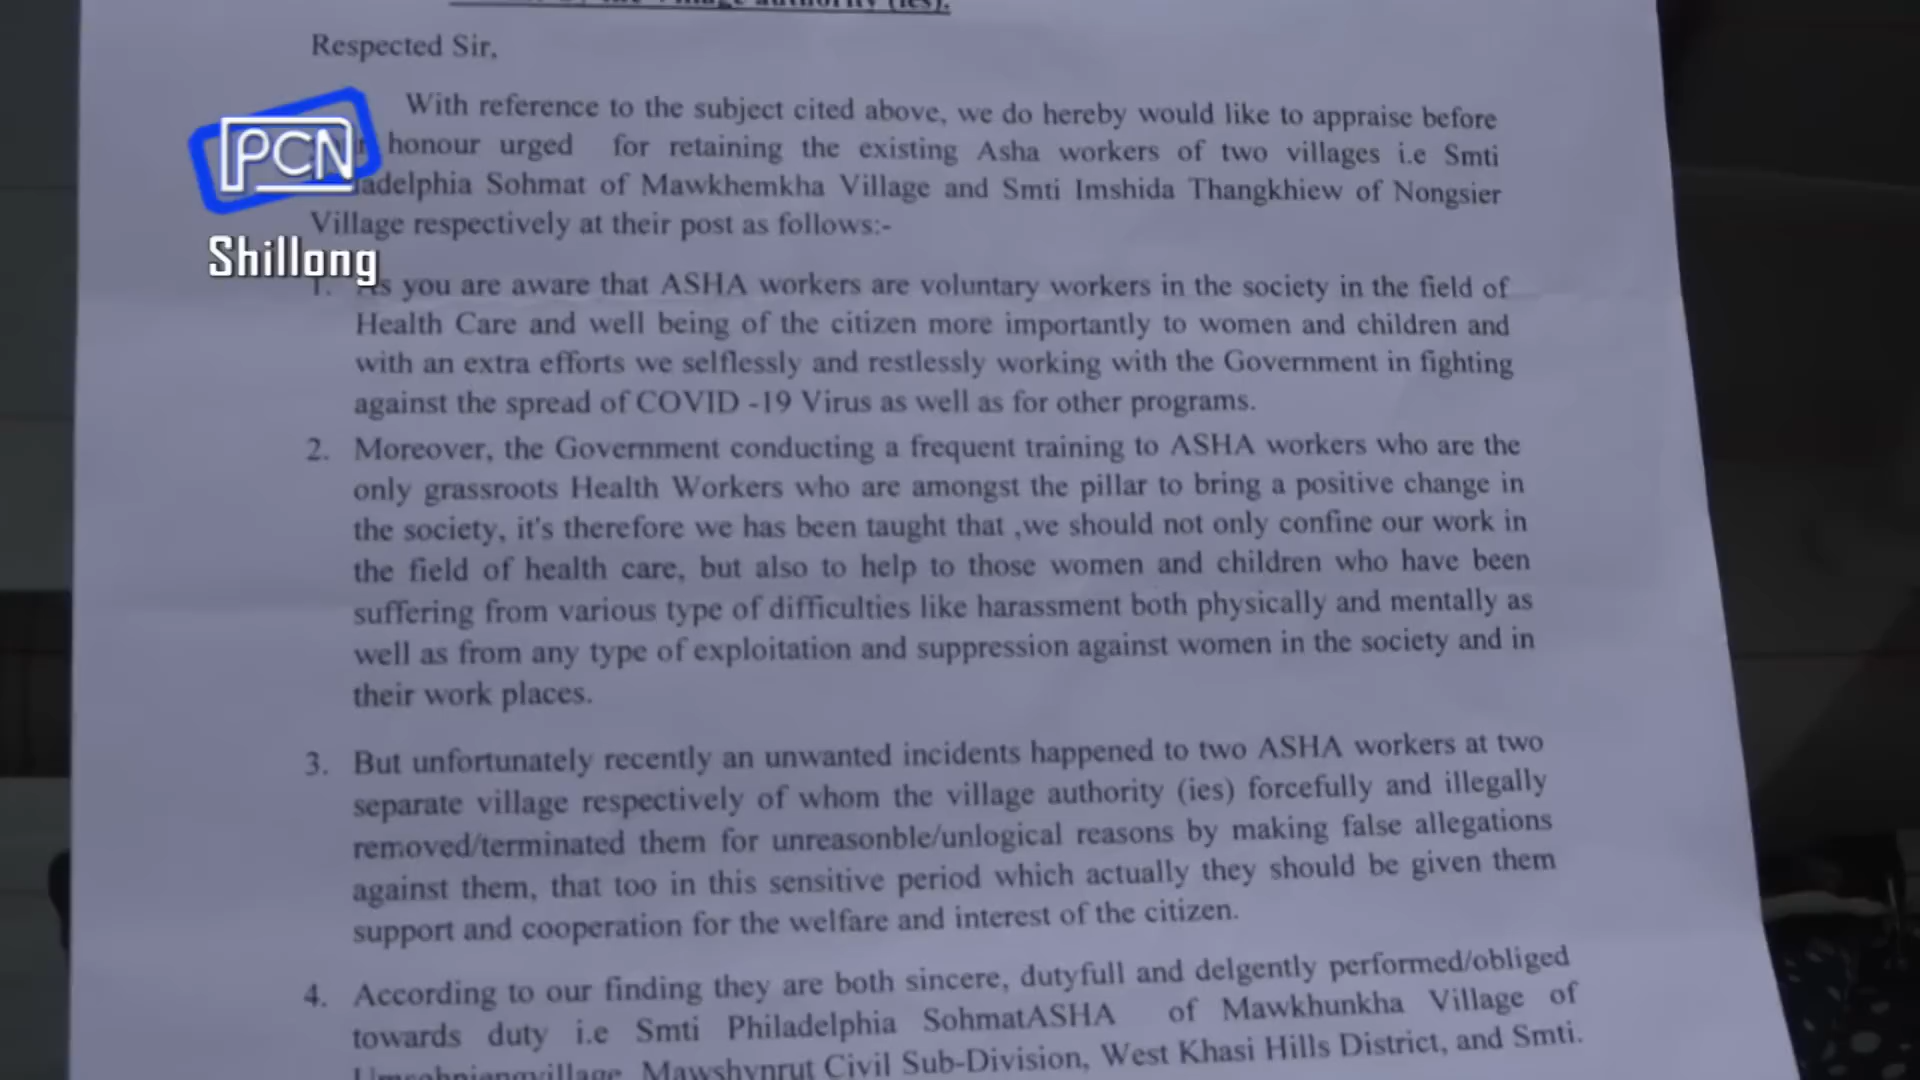 the Village authority (ies).
Respected Sir,
With reference to the subject cited above, we do hereby would like to appraise before
honour urged for retaining the existing Asha workers of two villages i.e Smti
adelphia Sohmat of Mawkhemkha Village and Smti Imshida Thangkhiew of Nongsier
Village respectively at their post as follows:-
PCN
Shillong
1. As you are aware that ASHA workers are voluntary workers in the society in the field of
Health Care and well being of the citizen more importantly to women and children and
with an extra efforts we selflessly and restlessly working with the Government in fighting
against the spread of COVID -19 Virus as well as for other programs.
2. Moreover, the Government conducting a frequent training to ASHA workers who are the
only grassroots Health Workers who are amongst the pillar to bring a positive change in
the society, it's therefore we has been taught that ,we should not only confine our work in
the field of health care, but also to help to those women and children who have been
suffering from various type of difficulties like harassment both physically and mentally as
well as from any type of exploitation and suppression against women in the society and in
their work places.
3. But unfortunately recently an unwanted incidents happened to two ASHA workers at two
separate village respectively of whom the village authority (ies) forcefully and illegally
removed/terminated them for unreasonble/unlogical reasons by making false allegations
against them, that too in this sensitive period which actually they should be given them
support and cooperation for the welfare and interest of the citizen.
4. According to our finding they are both sincere, dutyfull and delgently performed/obliged
towards duty i.e Smti Philadelphia SohmatASHA of Mawkhunkha Village of
Mawshynrut Civil Sub-Division, West Khasi Hills District, and Smti.